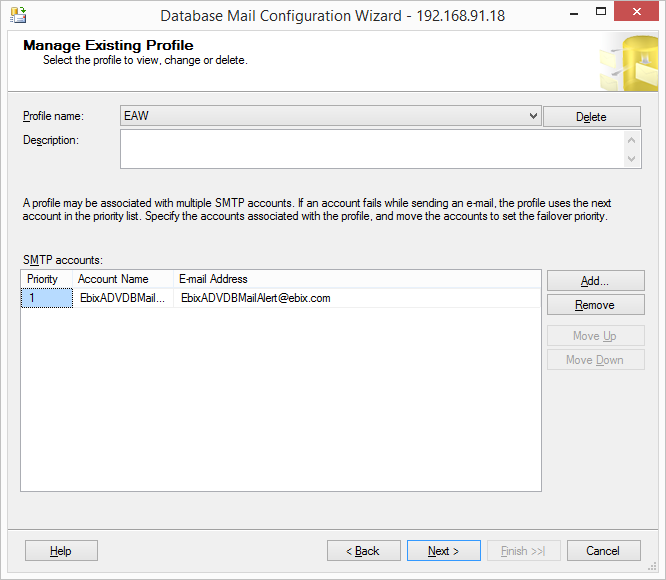 Database Mail Configuration Wizard - 192.168.91.18
Manage Existing Profile
Select the profile to view, change or delete.
Profile name:
EAW
Delete
Description:
A profile may be associated with multiple SMTP accounts. If an account fails while sending an e-mail, the profile uses the next
account in the priority list. Specify the accounts associated with the profile, and move the accounts to set the failover priority.
SMTP accounts:
Priority Account Name E-mail Address
1 EbixADVDBMail... EbixADVDBMailAlert@ebix.com
Add...
Remove
Move Up
Move Down
Help
< Back
Next >
Finish >>|
Cancel